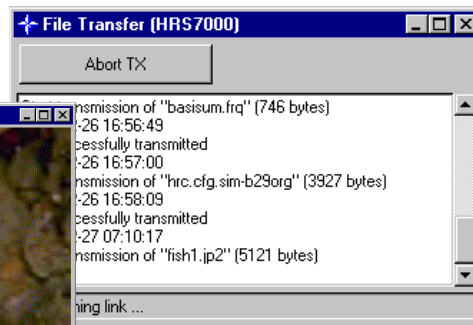 File Transfer (HRS7000)
Abort TX
nsmission of "basisum.frq" (746 bytes)
-26 16:56:49
cessfully transmitted
-26 16:57:00
nsmission of "hrc.cfg.sim-b29org" (3927 bytes)
-26 16:58:09
cessfully transmitted
-27 07:10:17
nsmission of "fish1.jp2" (5121 bytes)
ning link ...